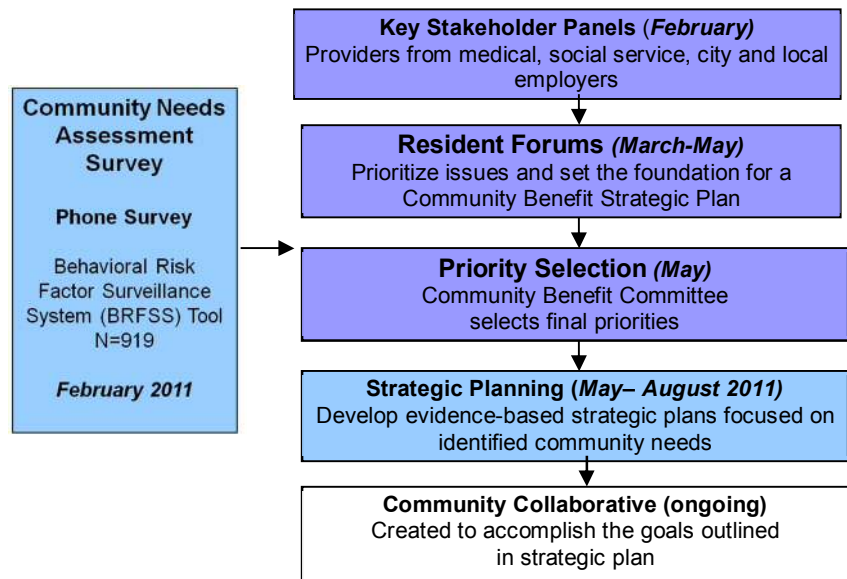 Community Needs
Assessment
Survey
Phone Survey
Behavioral Risk
Factor Surveillance
System (BRFSS) Tool
N=919
February 2011
Key Stakeholder Panels (February)
Providers from medical, social service, city and local
employers
Resident Forums (March-May)
Prioritize issues and set the foundation for a
Community Benefit Strategic Plan
Priority Selection (May)
Community Benefit Committee
selects final priorities
Strategic Planning (May– August 2011)
Develop evidence-based strategic plans focused on
identified community needs
Community Collaborative (ongoing)
Created to accomplish the goals outlined
in strategic plan